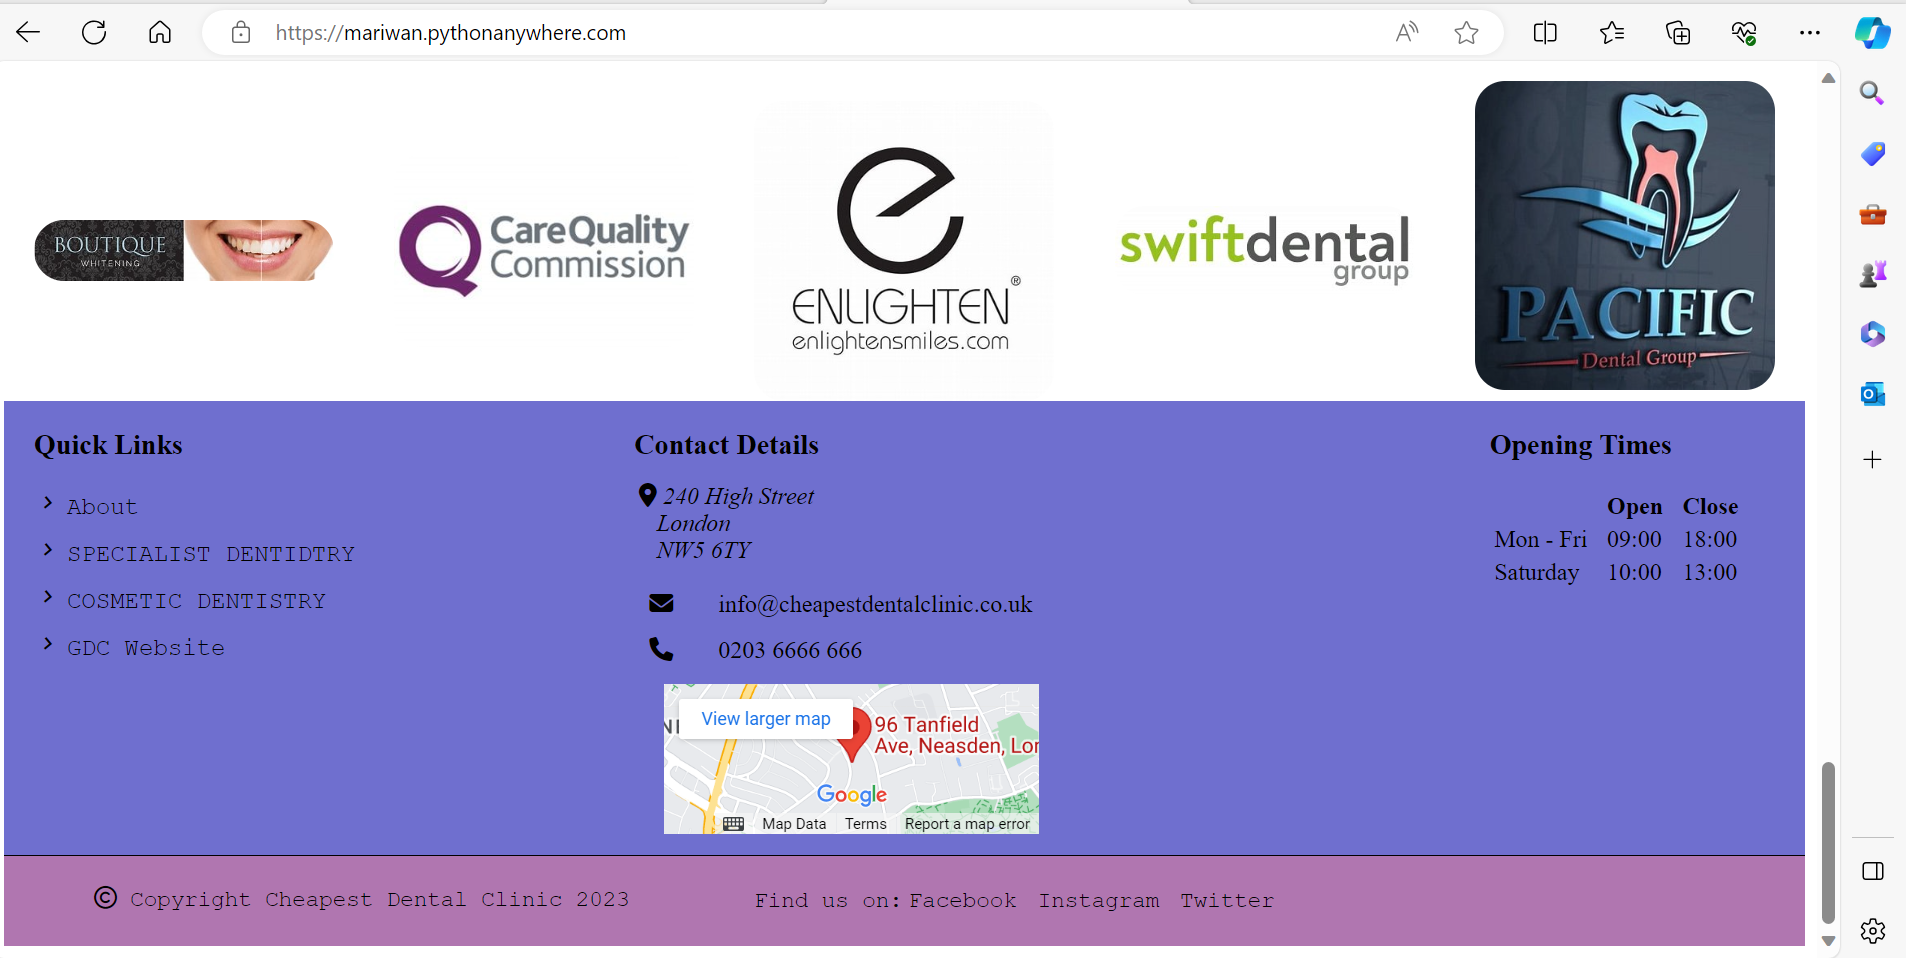 https://mariwan.pythonanywhere.com
BOUTIQUE
WHITENING
CareQuality
Commission
ENLIGHTEN®
enlightensmiles.com
swiftdental
group
PACIFIC
Dental Group
Quick Links
About
SPECIALIST DENTIDTRY
COSMETIC DENTISTRY
GDC Website
Contact Details
240 High Street
London
NW5 6TY
info@cheapestdentalclinic.co.uk
0203 6666 666
View larger map
96 Tanfield
Ave, Neasden, Lor
Google
Map Data Terms Report a map error
Opening Times
Open Close
Mon - Fri 09:00 18:00
Saturday 10:00 13:00
© Copyright Cheapest Dental Clinic 2023
Find us on: Facebook Instagram Twitter